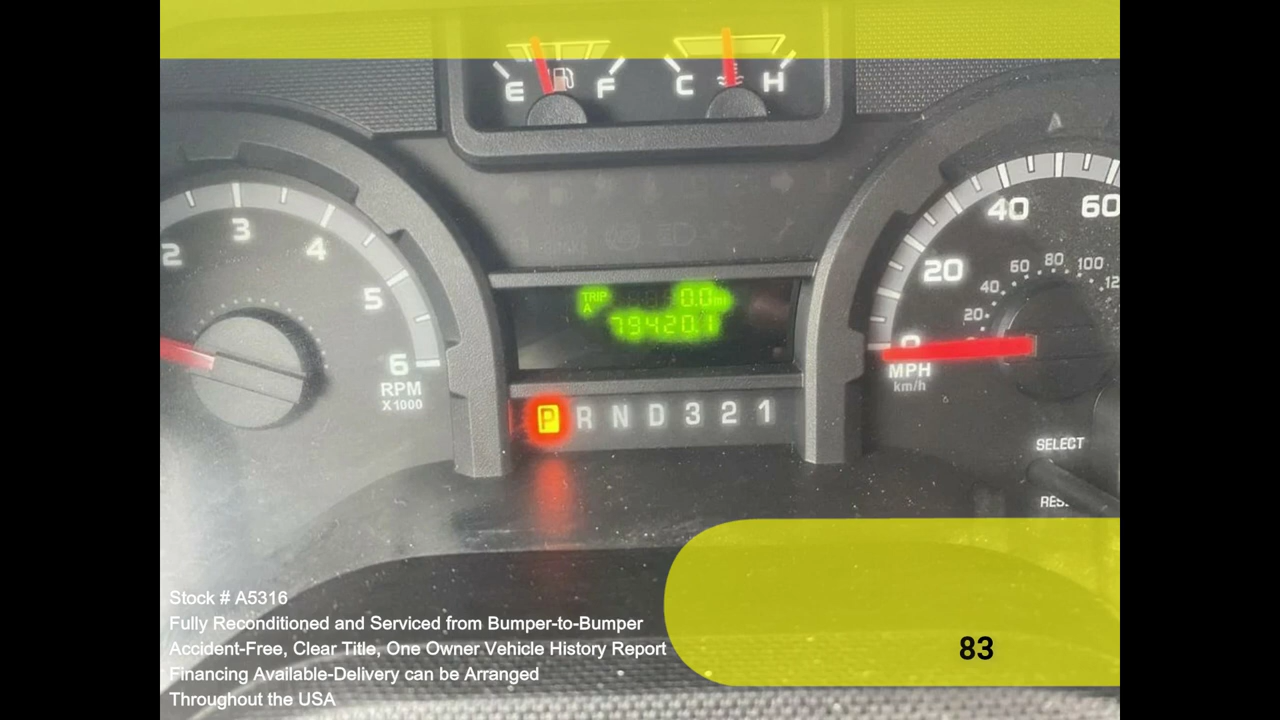 E F C H
2 3 4 5 6
RPM
X1000
TRIP
A
0.0 mi
79420.1
P R N D 3 2 1
0 20 40 60
20 40 60 80 100
MPH
km/h
SELECT
Stock # A5316
Fully Reconditioned and Serviced from Bumper-to-Bumper
Accident-Free, Clear Title, One Owner Vehicle History Report
Financing Available-Delivery can be Arranged
Throughout the USA
83